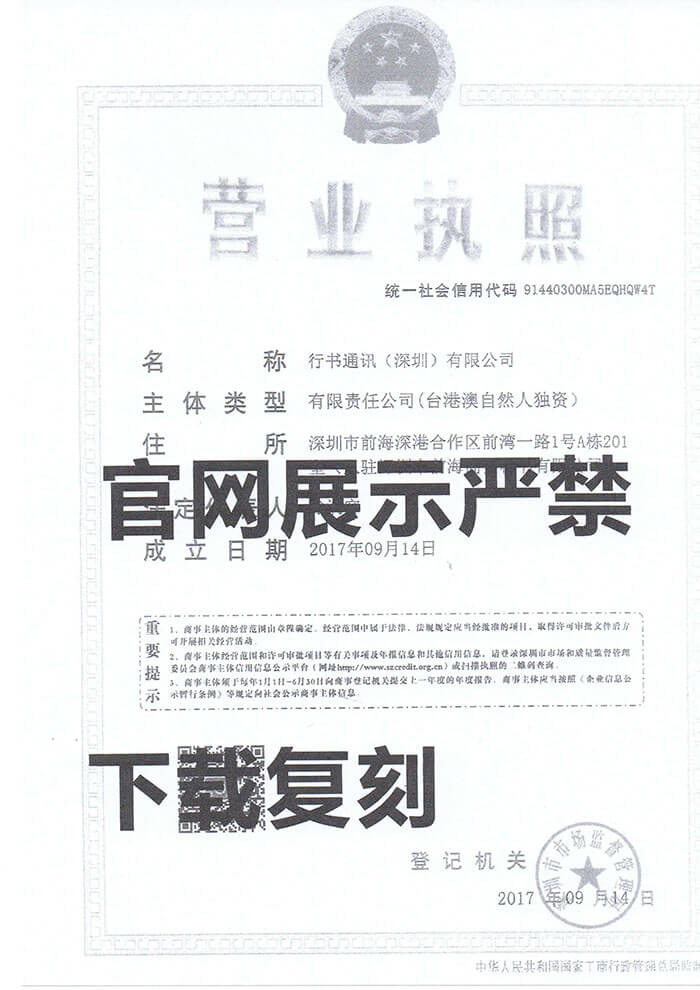 营业执照
统一社会信用代码 91440300MA5EQHQW4T
名称 行书通讯（深圳）有限公司
主体类型 有限责任公司(台港澳自然人独资)
住所 深圳市前海深港合作区前湾一路1号A栋201
官网展示严禁
成立日期 2017年09月14日
重要提示
1、商事主体的经营范围由章程确定。经营范围中属于法律、法规规定应当经批准的项目，取得许可审批文件后方
可开展相关经营活动。
2、商事主体经营范围和许可审批项目等有关事项及年报信息和其他信用信息，请登录深圳市市场和质量监督管理
委员会商事主体信用信息公示平台（网址http://www.szcredit.org.cn）或扫描执照的二维码查询。
3、商事主体须于每年1月1日-6月30日向商事登记机关提交上一年度的年度报告。商事主体应当按照《企业信息公
示暂行条例》等规定向社会公示商事主体信息。
下载复刻
登记机关
深圳市市场监督管理局
2017 年09 月14 日
中华人民共和国国家工商行政管理总局监制